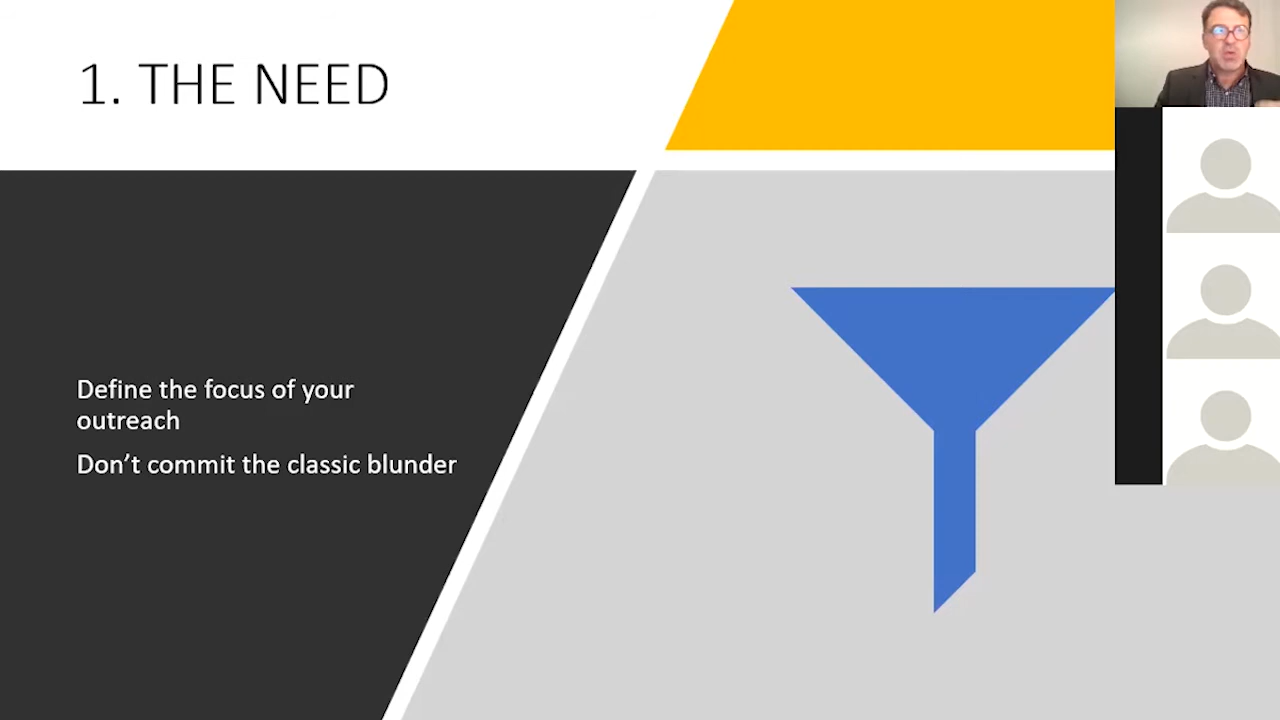 1. THE NEED
Define the focus of your
outreach
Don’t commit the classic blunder